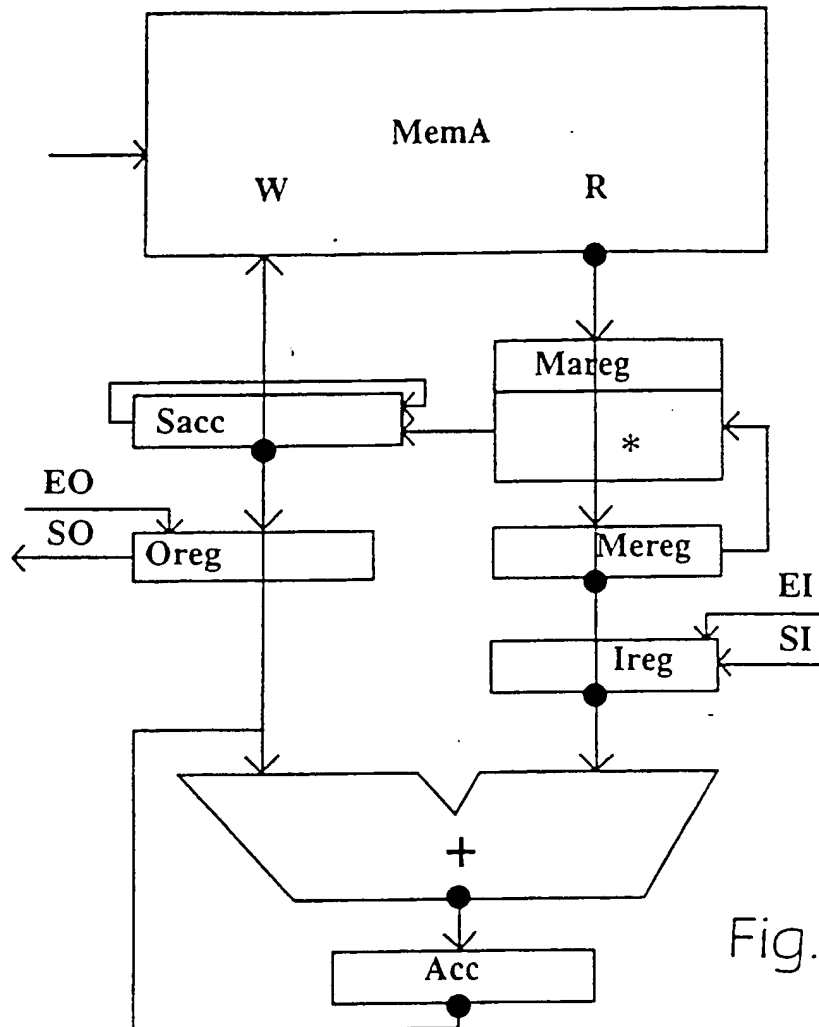 MemA
W R
Mareg
Sacc
*
EO
SO
Oreg
Mereg
EI
SI
Ireg
+
Acc
Fig.